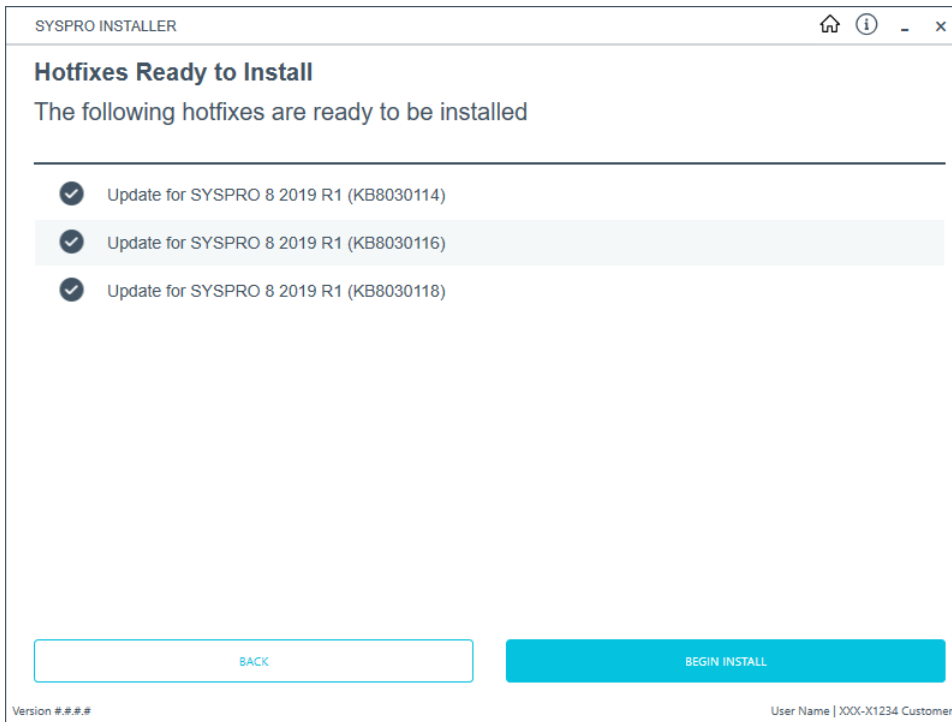 SYSPRO INSTALLER
Hotfixes Ready to Install
The following hotfixes are ready to be installed
Update for SYSPRO 8 2019 R1 (KB8030114)
Update for SYSPRO 8 2019 R1 (KB8030116)
Update for SYSPRO 8 2019 R1 (KB8030118)
BACK
BEGIN INSTALL
Version #.#.#.#
User Name | XXX-X1234 Customer